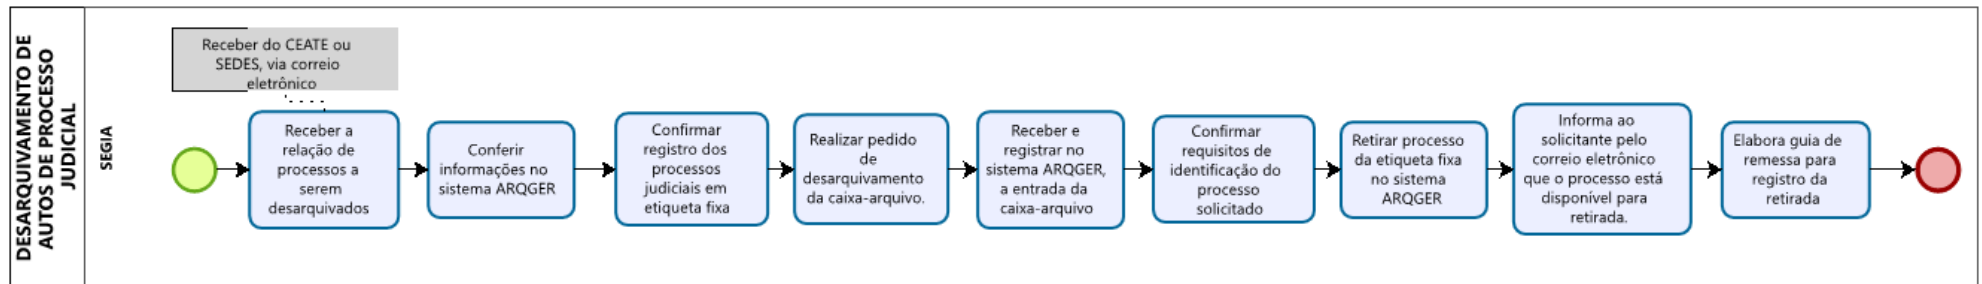 DESARQUIVAMENTO DE
AUTOS DE PROCESSO
JUDICIAL
SEGIA
Receber do CEATE ou
SEDES, via correio
eletrônico
Receber a
relação de
processos a
serem
desarquivados
Conferir
informações no
sistema ARQGER
Confirmar
registro dos
processos
judiciais em
etiqueta fixa
Realizar pedido
de
desarquivamento
da caixa-arquivo.
Receber e
registrar no
sistema ARQGER,
a entrada da
caixa-arquivo
Confirmar
requisitos de
identificação do
processo
solicitado
Retirar processo
da etiqueta fixa
no sistema
ARQGER
Informa ao
solicitante pelo
correio eletrônico
que o processo está
disponível para
retirada.
Elabora guia de
remessa para
registro da
retirada